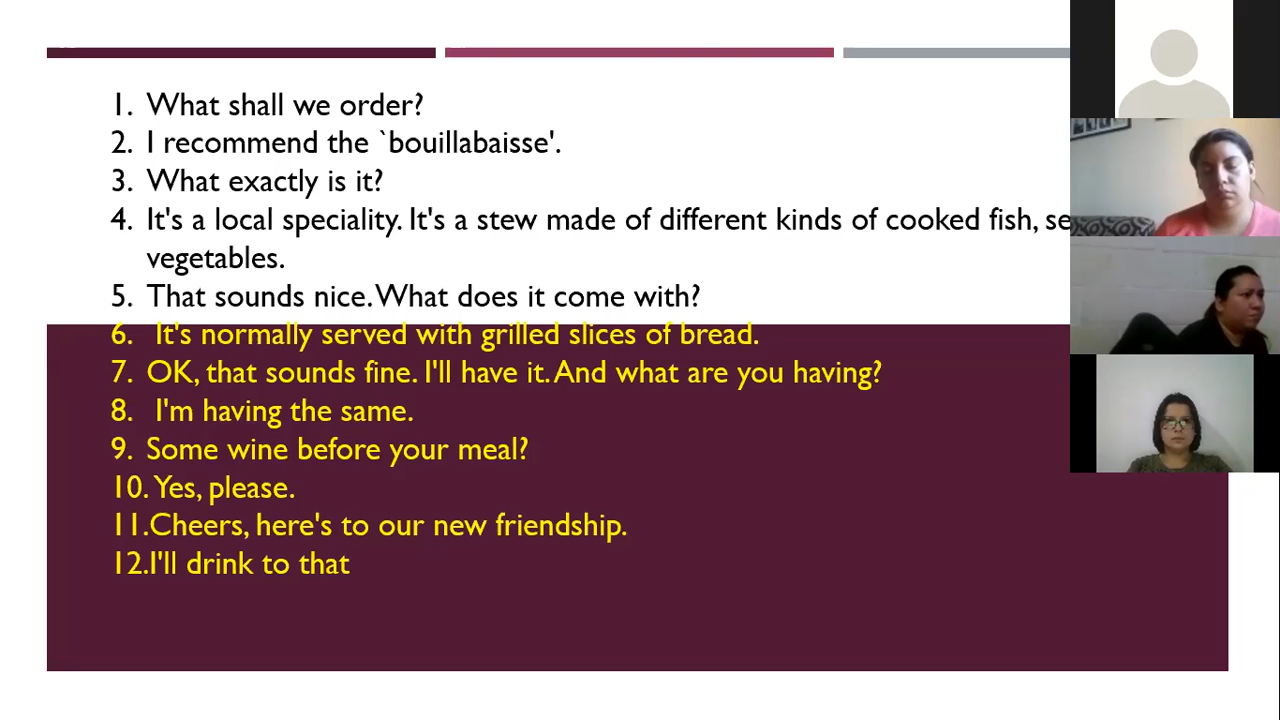 1. What shall we order?
2. I recommend the `bouillabaisse'.
3. What exactly is it?
4. It's a local speciality. It's a stew made of different kinds of cooked fish,
vegetables.
5. That sounds nice. What does it come with?
6. It's normally served with grilled slices of bread.
7. OK, that sounds fine. I'll have it. And what are you having?
8. I'm having the same.
9. Some wine before your meal?
10. Yes, please.
11.Cheers, here's to our new friendship.
12.I'll drink to that